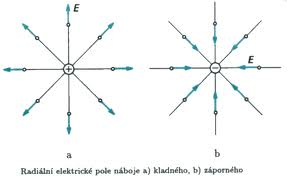 E
+
E
−
a
b
Radiální elektrické pole náboje a) kladného, b) záporného